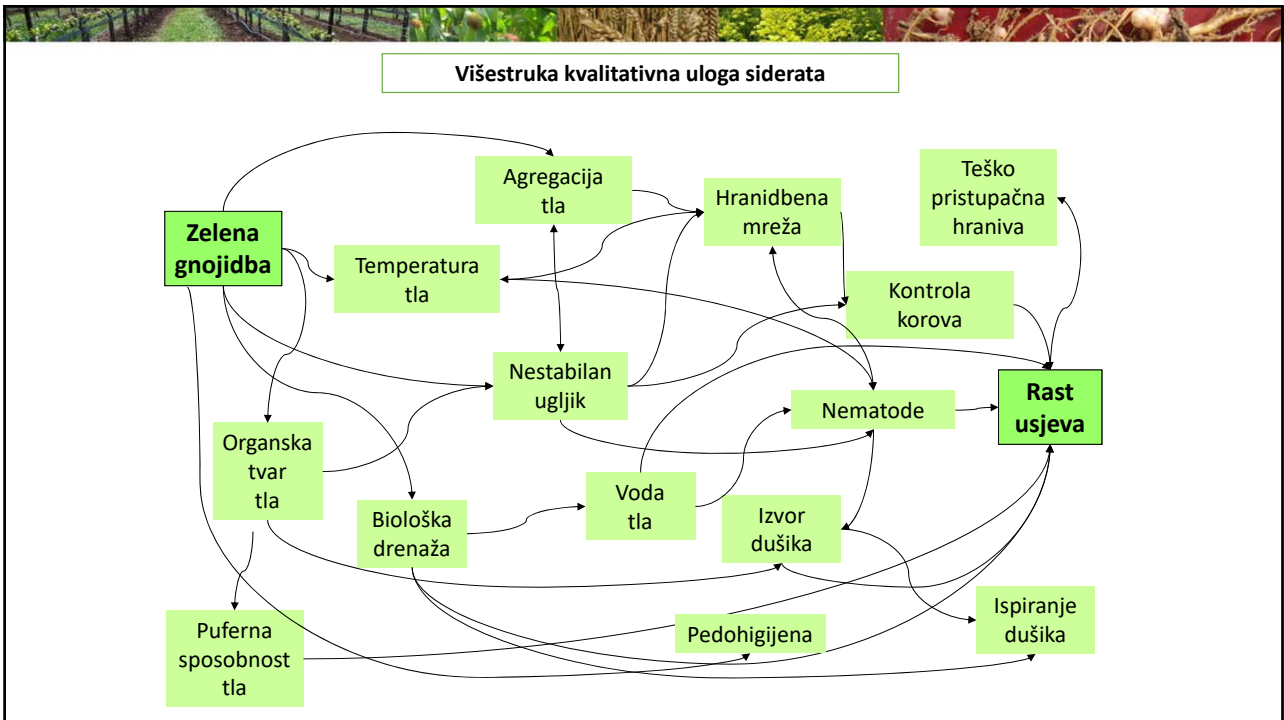 Višestruka kvalitativna uloga siderata
Agregacija
tla
Hranidbena
mreža
Teško
pristupačna
hraniva
Zelena
gnojidba
Temperatura
tla
Kontrola
korova
Nestabilan
ugljik
Nematode
Rast
usjeva
Organska
tvar
tla
Biološka
drenaža
Voda
tla
Izvor
dušika
Puferna
sposobnost
tla
Pedohigijena
Ispiranje
dušika